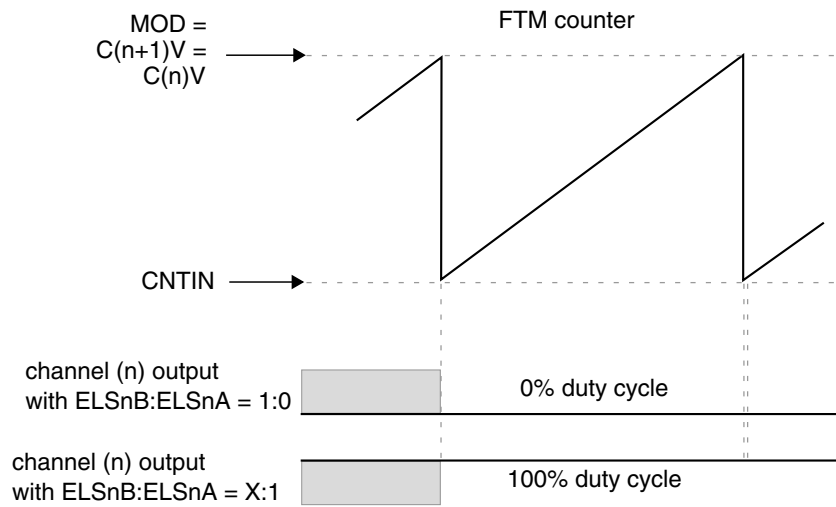 MOD =
C(n+1)V =
C(n)V
FTM counter
CNTIN
channel (n) output
with ELSnB:ELSnA = 1:0
0% duty cycle
channel (n) output
with ELSnB:ELSnA = X:1
100% duty cycle